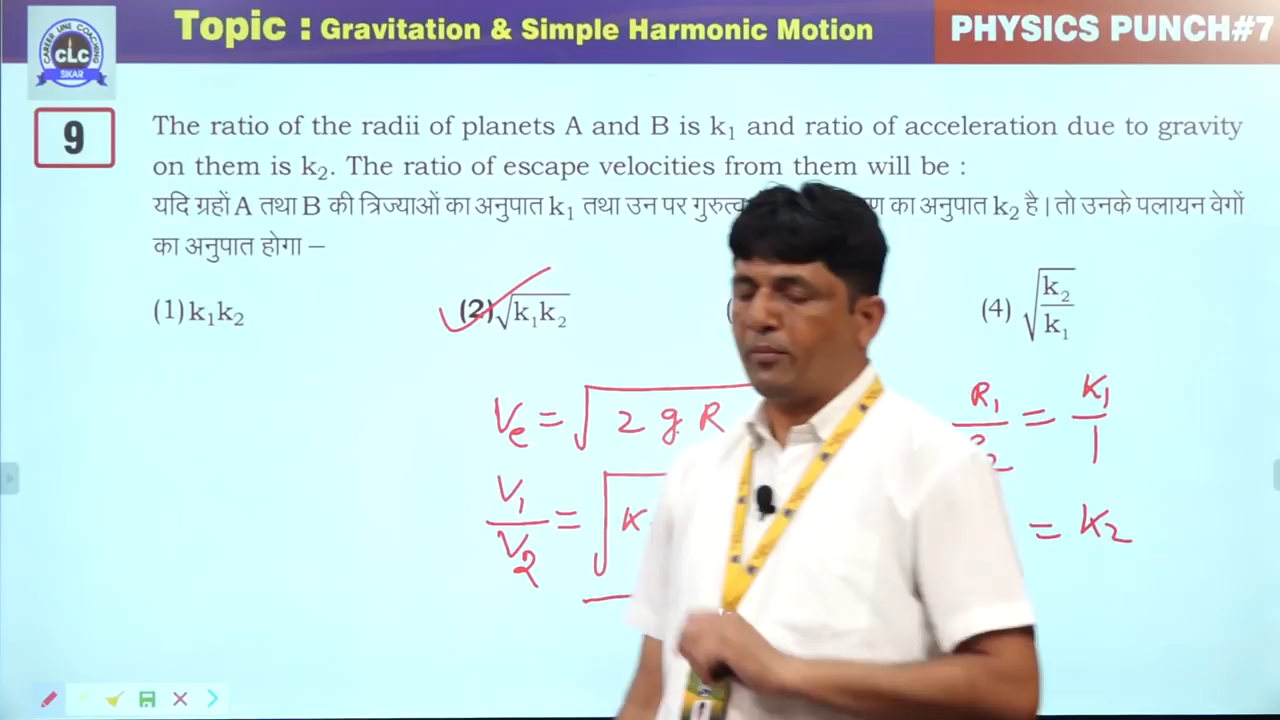 Topic : Gravitation & Simple Harmonic Motion
PHYSICS PUNCH#7
CAREER LINE COACHING
CLC
SIKAR
9
The ratio of the radii of planets A and B is k₁ and ratio of acceleration due to gravity
on them is k₂. The ratio of escape velocities from them will be :
यदि ग्रहों A तथा B की त्रिज्याओं का अनुपात k₁ तथा उन पर का अनुपात k₂ है। तो उनके पलायन वेगों
का अनुपात होगा –
(1) k₁k₂ (2) √(k₁k₂) (4) √(k₂/k₁)
Ve = √2gR R₁ = K₁/1
V₁/V₂ = √K = K₂